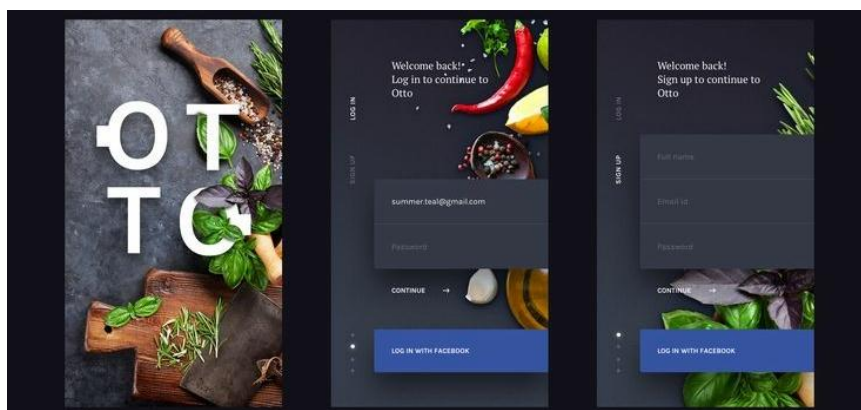 OT
TO
Welcome back!
Log in to continue to
Otto
LOG IN
SIGN UP
summer.teal@gmail.com
Password
CONTINUE →
LOG IN WITH FACEBOOK
Welcome back!
Sign up to continue to
Otto
LOG IN
SIGN UP
Full name
Email id
Password
CONTINUE →
LOG IN WITH FACEBOOK